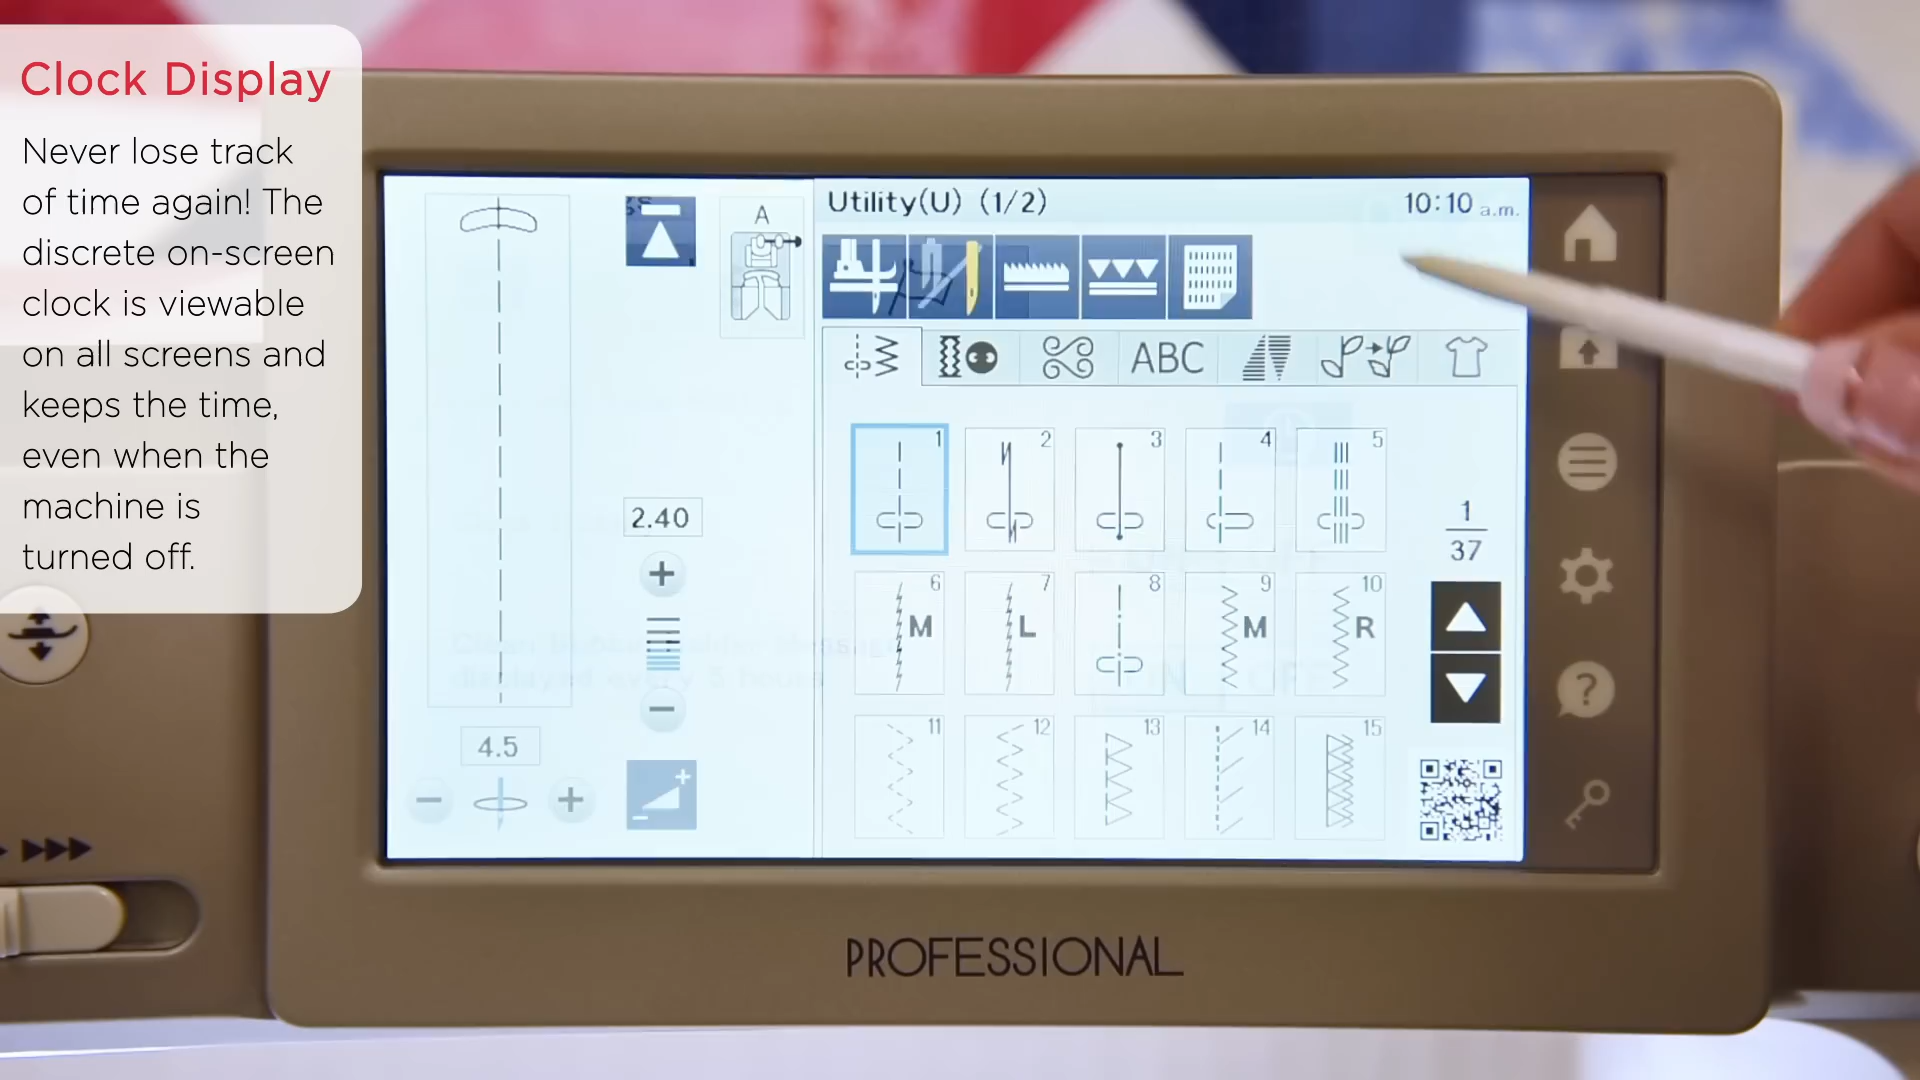 Clock Display
Never lose track
of time again! The
discrete on-screen
clock is viewable
on all screens and
keeps the time,
even when the
machine is
turned off.
Utility(U) (1/2)
10:10 a.m.
A
ABC
2.40
4.5
1
2
3
4
5
6
M
7
L
8
9
M
10
R
11
12
13
14
15
1
37
?
OFF
PROFESSIONAL